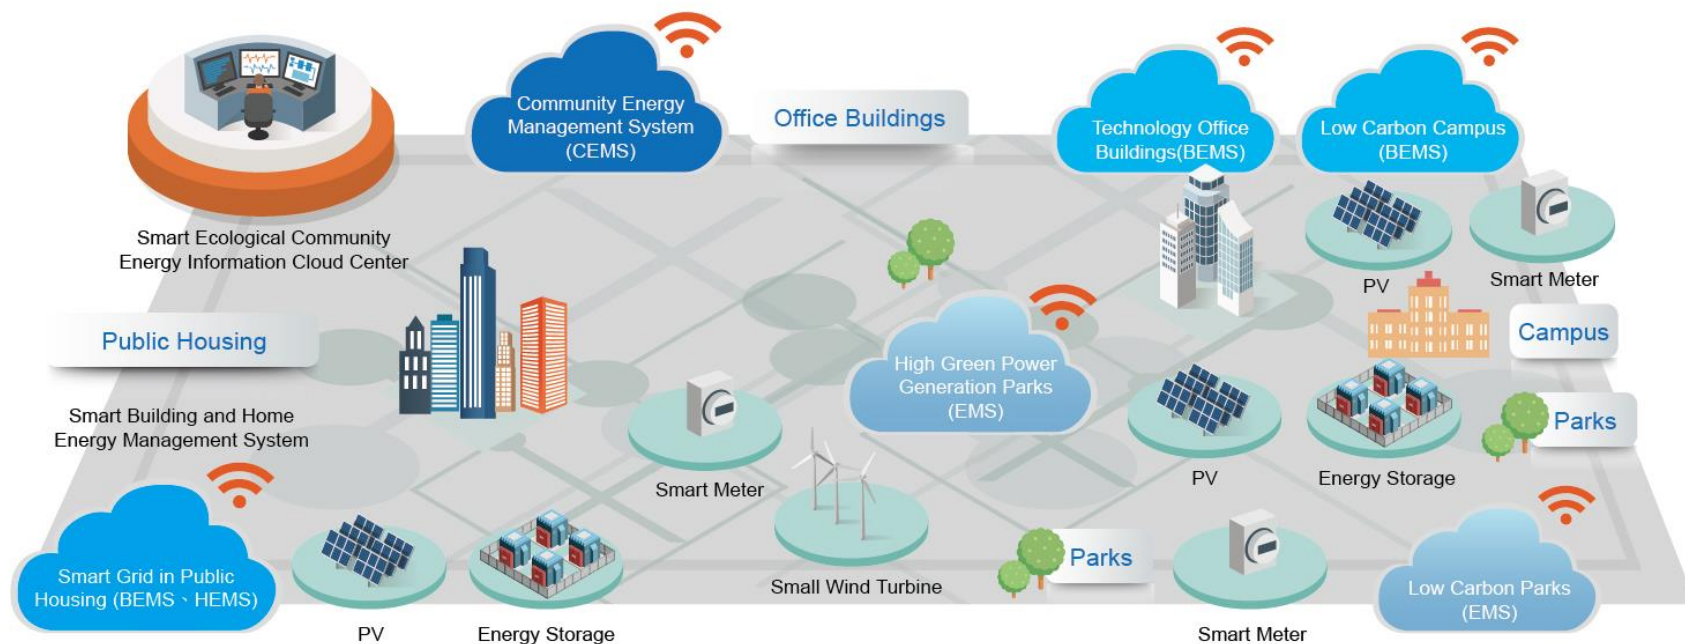 Community Energy
Management System
(CEMS)
Office Buildings
Technology Office
Buildings(BEMS)
Low Carbon Campus
(BEMS)
Smart Ecological Community
Energy Information Cloud Center
PV
Smart Meter
Public Housing
Campus
High Green Power
Generation Parks
(EMS)
Smart Building and Home
Energy Management System
Parks
Smart Meter
PV
Energy Storage
Smart Grid in Public
Housing (BEMS、HEMS)
Small Wind Turbine
Parks
Low Carbon Parks
(EMS)
PV
Energy Storage
Smart Meter